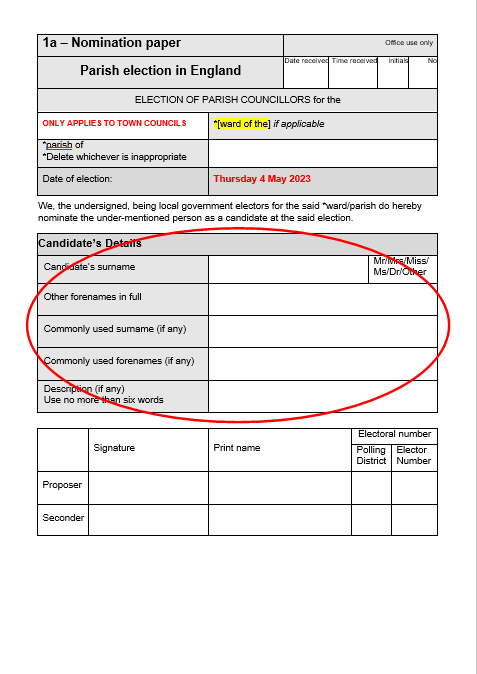 1a – Nomination paper
Office use only
Parish election in England
Date received Time received Initials No
ELECTION OF PARISH COUNCILLORS for the
ONLY APPLIES TO TOWN COUNCILS
*[ward of the] if applicable
*parish of
*Delete whichever is inappropriate
Date of election:
Thursday 4 May 2023
We, the undersigned, being local government electors for the said *ward/parish do hereby
nominate the under-mentioned person as a candidate at the said election.
Candidate's Details
Candidate's surname
Mr/Mrs/Miss/
Ms/Dr/Other
Other forenames in full
Commonly used surname (if any)
Commonly used forenames (if any)
Description (if any)
Use no more than six words
Signature
Print name
Electoral number
Polling
District
Elector
Number
Proposer
Seconder